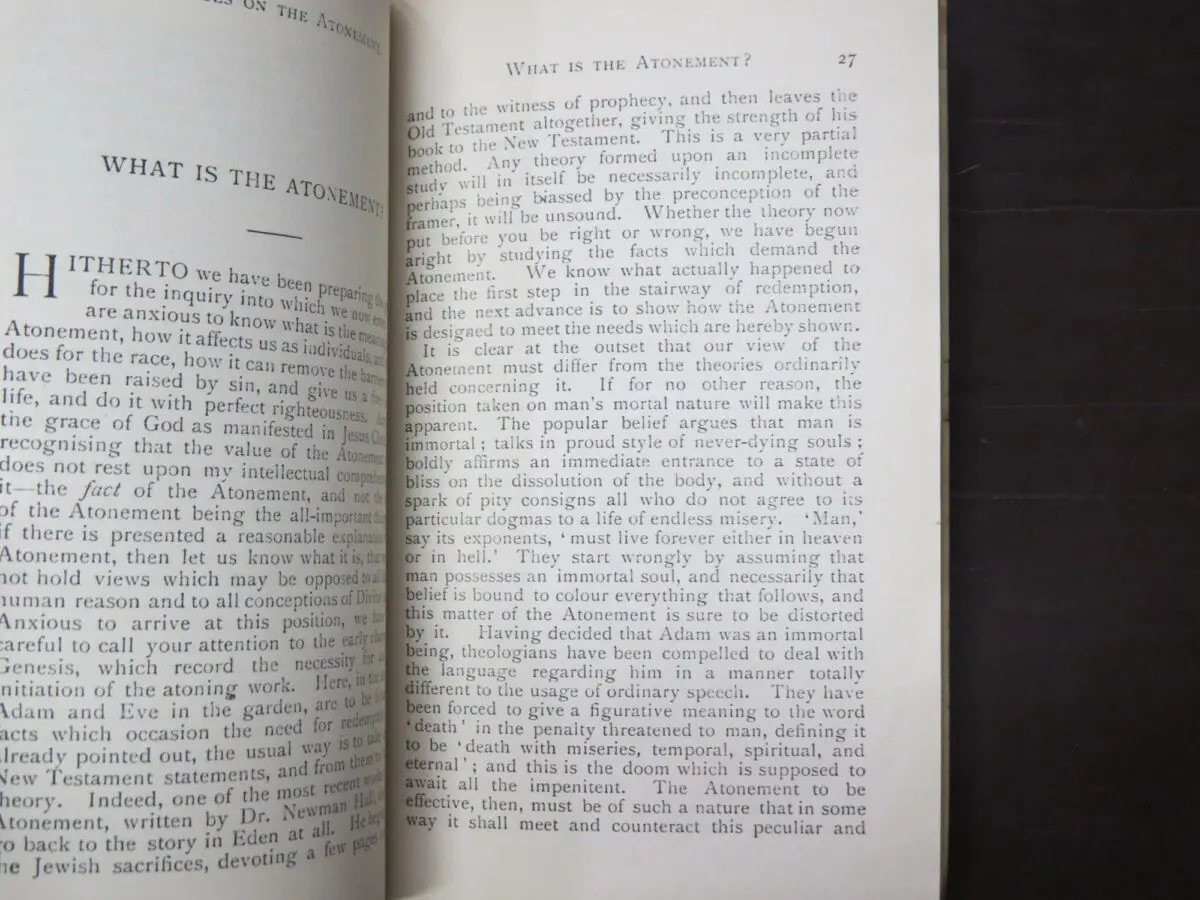 ES ON THE ATONEMENT.
WHAT IS THE ATONEMENT?
HITHERTO we have been preparing
for the inquiry into which we now
are anxious to know what is the
Atonement, how it affects us as individuals,
does for the race, how it can remove the
have been raised by sin, and give us a
life, and do it with perfect righteousness.
the grace of God as manifested in Jesus
recognising that the value of the Atonement
does not rest upon my intellectual
it—the fact of the Atonement, and not
of the Atonement being the all-important
if there is presented a reasonable
Atonement, then let us know what it is,
not hold views which may be opposed to
human reason and to all conceptions of
Anxious to arrive at this position, we
careful to call your attention to the early
Genesis, which record the necessity for
initiation of the atoning work. Here, in
Adam and Eve in the garden, are to be
acts which occasion the need for
already pointed out, the usual way is to
New Testament statements, and from them
heory. Indeed, one of the most recent
Atonement, written by Dr. Newman Hall,
go back to the story in Eden at all. He
he Jewish sacrifices, devoting a few pages
WHAT IS THE ATONEMENT? 27
and to the witness of prophecy, and then leaves the
Old Testament altogether, giving the strength of his
book to the New Testament. This is a very partial
method. Any theory formed upon an incomplete
study will in itself be necessarily incomplete, and
perhaps being biassed by the preconception of the
framer, it will be unsound. Whether the theory now
put before you be right or wrong, we have begun
aright by studying the facts which demand the
Atonement. We know what actually happened to
place the first step in the stairway of redemption,
and the next advance is to show how the Atonement
is designed to meet the needs which are hereby shown.
It is clear at the outset that our view of the
Atonement must differ from the theories ordinarily
held concerning it. If for no other reason, the
position taken on man's mortal nature will make this
apparent. The popular belief argues that man is
immortal; talks in proud style of never-dying souls;
boldly affirms an immediate entrance to a state of
bliss on the dissolution of the body, and without a
spark of pity consigns all who do not agree to its
particular dogmas to a life of endless misery. 'Man,'
say its exponents, 'must live forever either in heaven
or in hell.' They start wrongly by assuming that
man possesses an immortal soul, and necessarily that
belief is bound to colour everything that follows, and
this matter of the Atonement is sure to be distorted
by it. Having decided that Adam was an immortal
being, theologians have been compelled to deal with
the language regarding him in a manner totally
different to the usage of ordinary speech. They have
been forced to give a figurative meaning to the word
'death' in the penalty threatened to man, defining it
to be 'death with miseries, temporal, spiritual, and
eternal'; and this is the doom which is supposed to
await all the impenitent. The Atonement to be
effective, then, must be of such a nature that in some
way it shall meet and counteract this peculiar and